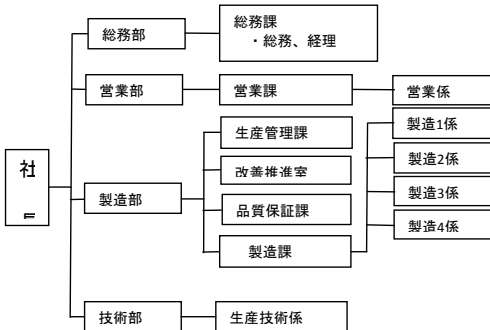 総務部
総務課
・総務、経理
営業部
営業課
営業係
社
製造部
生産管理課
改善推進室
品質保証課
製造課
製造1係
製造2係
製造3係
製造4係
技術部
生産技術係